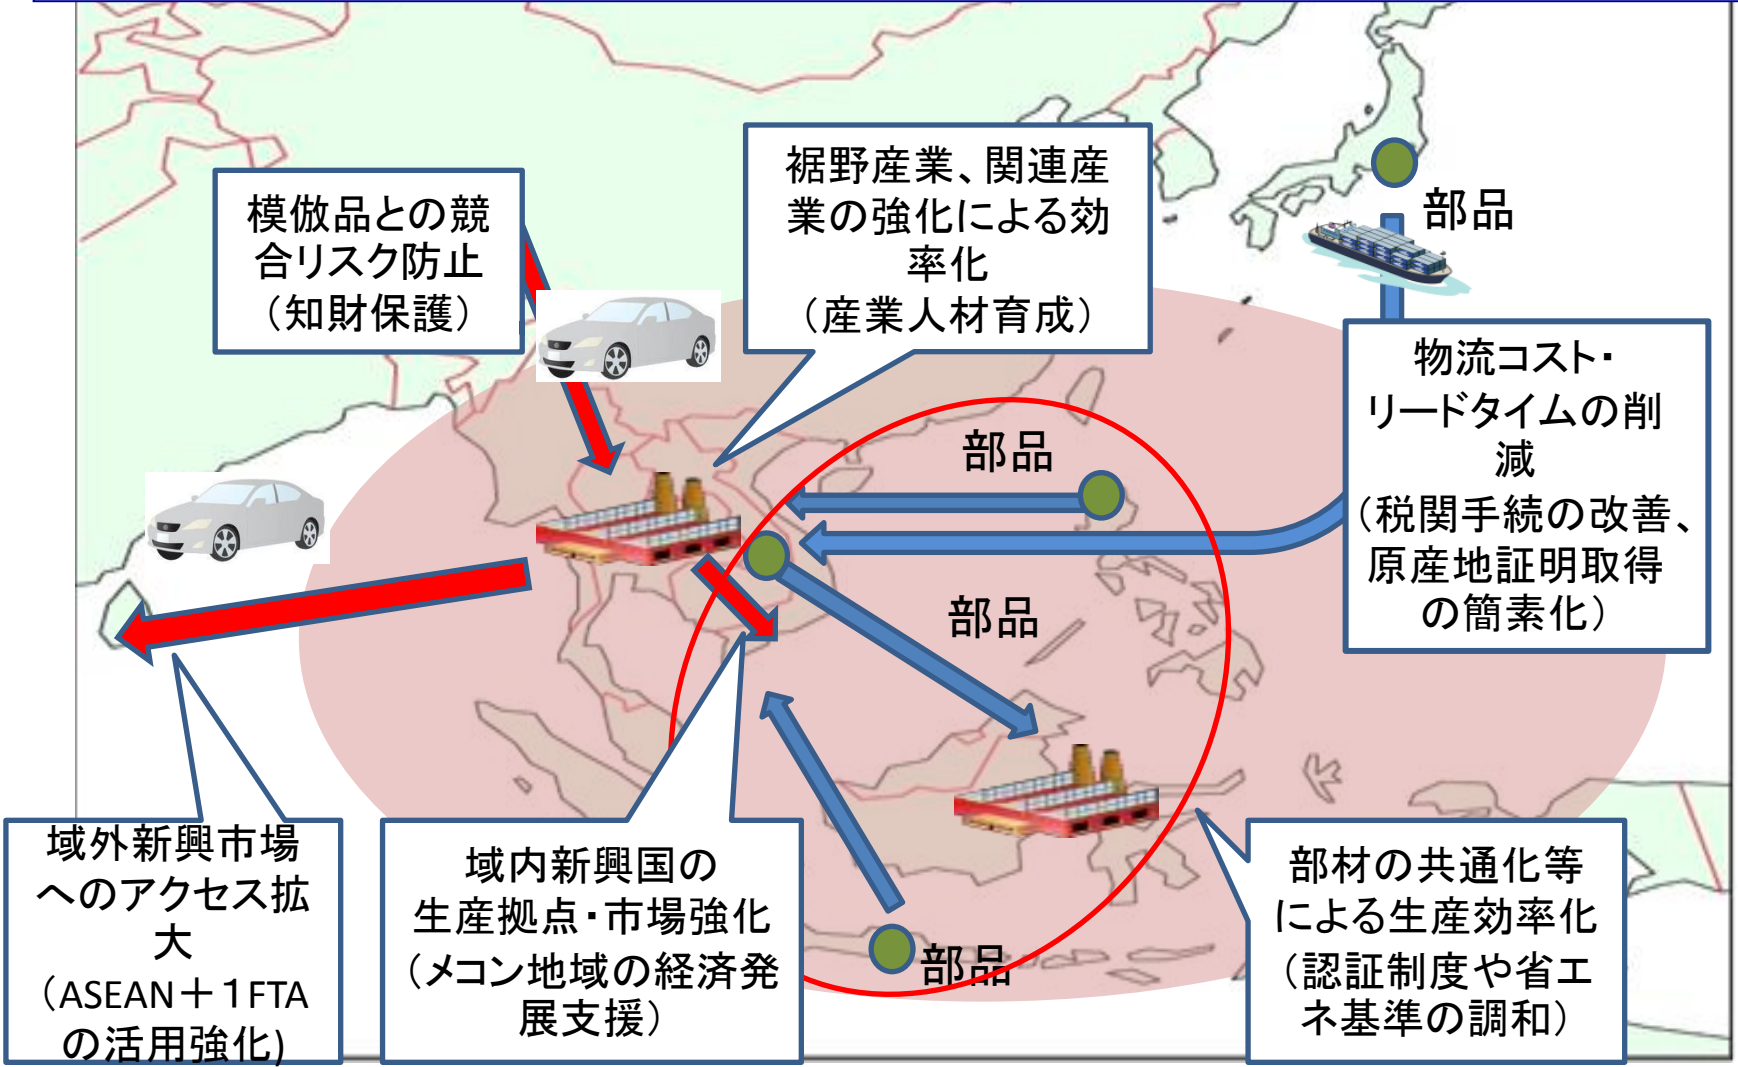 裾野産業、関連産
業の強化による効
率化
（産業人材育成）
模倣品との競
合リスク防止
（知財保護）
部品
物流コスト・
リードタイムの削
減
（税関手続の改善、
原産地証明取得
の簡素化）
部品
部品
部品
域外新興市場
へのアクセス拡
大
（ASEAN＋１FTA
の活用強化)
域内新興国の
生産拠点・市場強化
（メコン地域の経済発
展支援）
部材の共通化等
による生産効率化
（認証制度や省エ
ネ基準の調和）